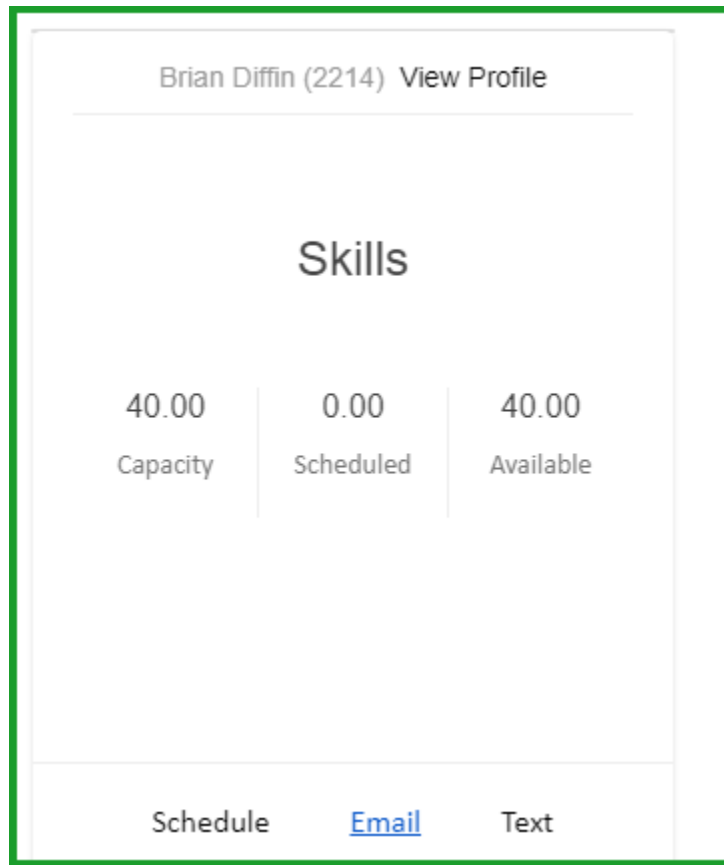 Brian Diffin (2214) View Profile
Skills
40.00 0.00 40.00
Capacity Scheduled Available
Schedule Email Text